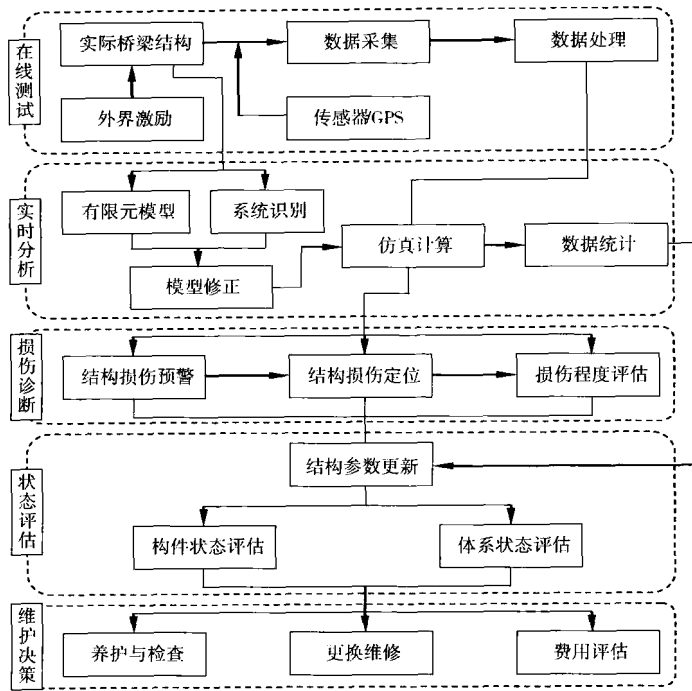 在线测试
实际桥梁结构
数据采集
数据处理
外界激励
传感器/GPS
实时分析
有限元模型
系统识别
仿真计算
数据统计
模型修正
损伤诊断
结构损伤预警
结构损伤定位
损伤程度评估
状态评估
结构参数更新
构件状态评估
体系状态评估
维护决策
养护与检查
更换维修
费用评估